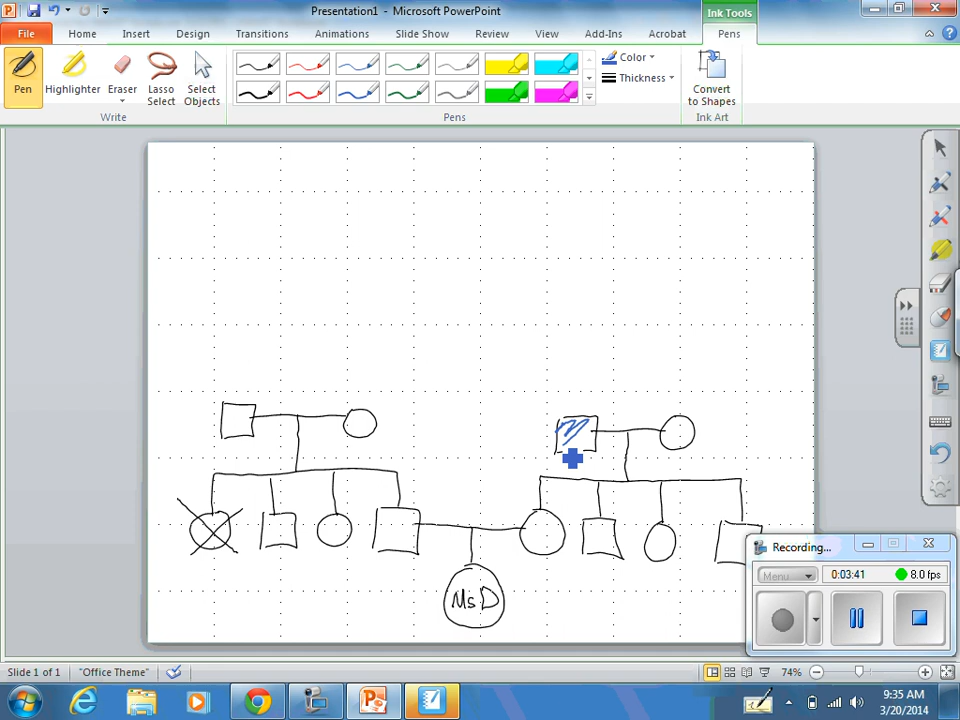 Presentation1 - Microsoft PowerPoint
Ink Tools
File Home Insert Design Transitions Animations Slide Show Review View Add-Ins Acrobat Pens
Pen Highlighter Eraser Lasso Select Select Objects
Color
Thickness
Convert to Shapes
Write Pens Ink Art
Ms D
Recording...
Menu 0:03:41 8.0 fps
Slide 1 of 1 "Office Theme" 74%
9:35 AM
3/20/2014